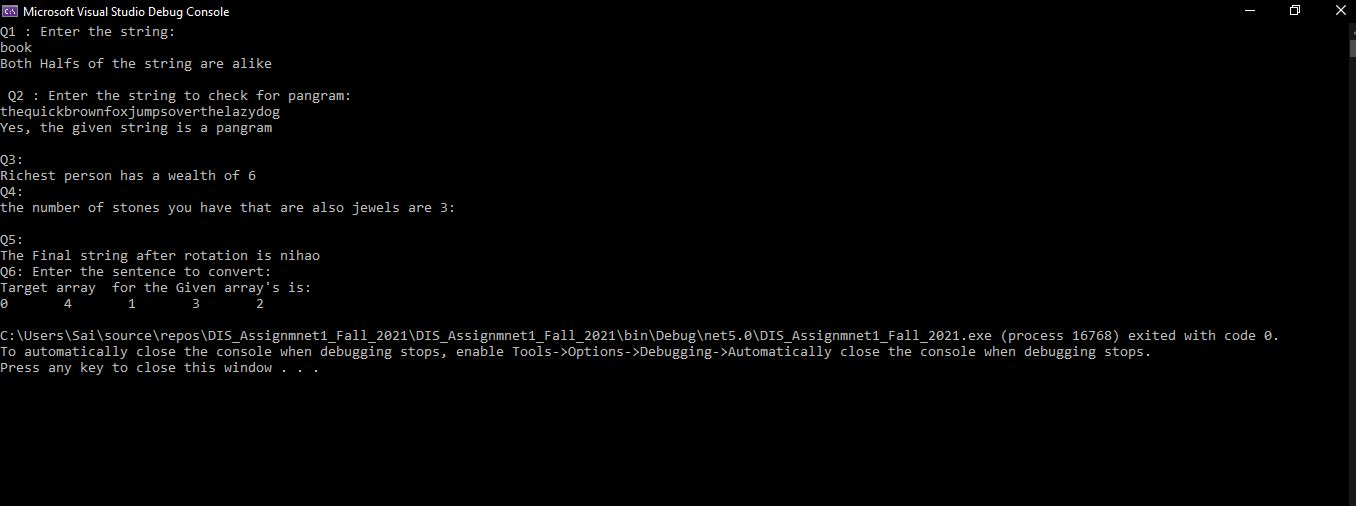 Microsoft Visual Studio Debug Console
Q1 : Enter the string:
book
Both Halfs of the string are alike
Q2 : Enter the string to check for pangram:
thequickbrownfoxjumpsoverthelazydog
Yes, the given string is a pangram
Q3:
Richest person has a wealth of 6
Q4:
the number of stones you have that are also jewels are 3:
Q5:
The Final string after rotation is nihao
Q6: Enter the sentence to convert:
Target array  for the Given array's is:
0       4       1       3       2
C:\Users\Sai\source\repos\DIS_Assignmnet1_Fall_2021\DIS_Assignmnet1_Fall_2021\bin\Debug\net5.0\DIS_Assignmnet1_Fall_2021.exe (process 16768) exited with code 0.
To automatically close the console when debugging stops, enable Tools->Options->Debugging->Automatically close the console when debugging stops.
Press any key to close this window . . .